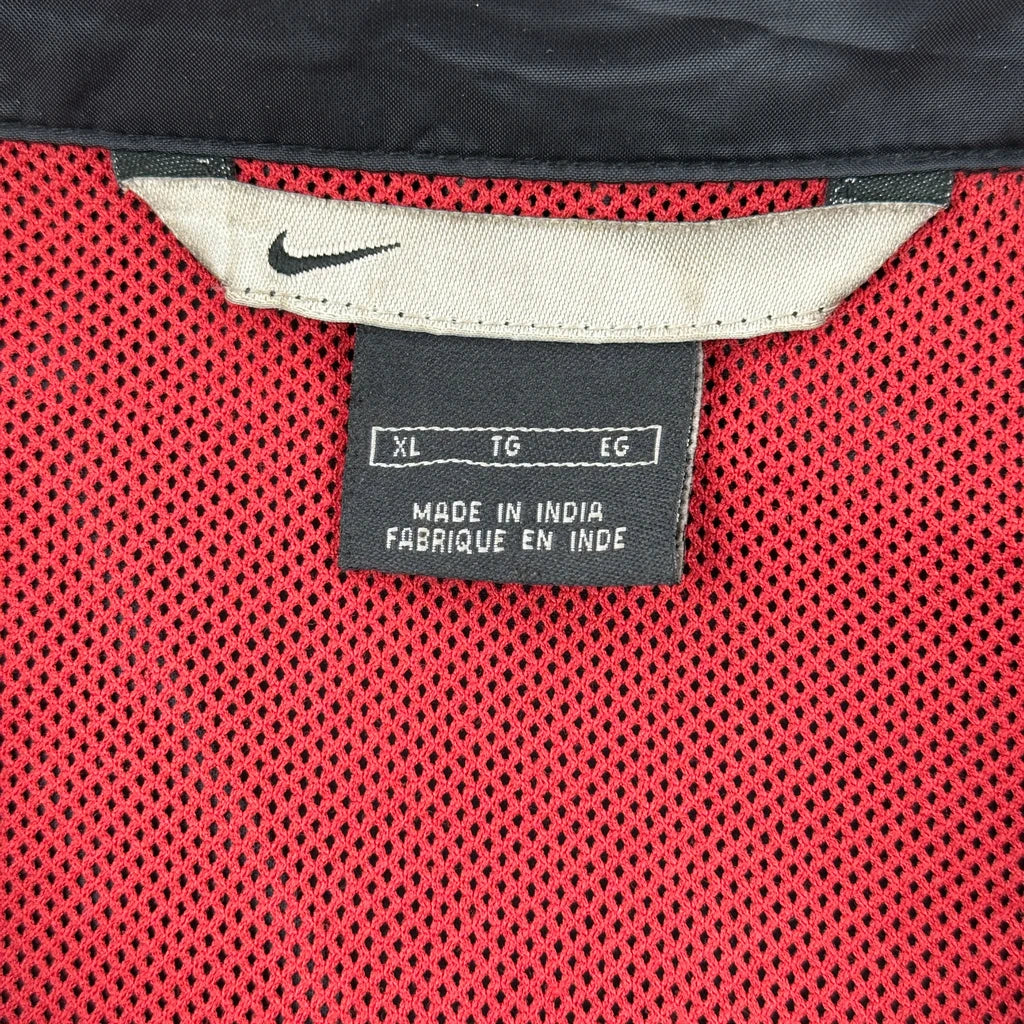 XL TG EG
MADE IN INDIA
FABRIQUE EN INDE